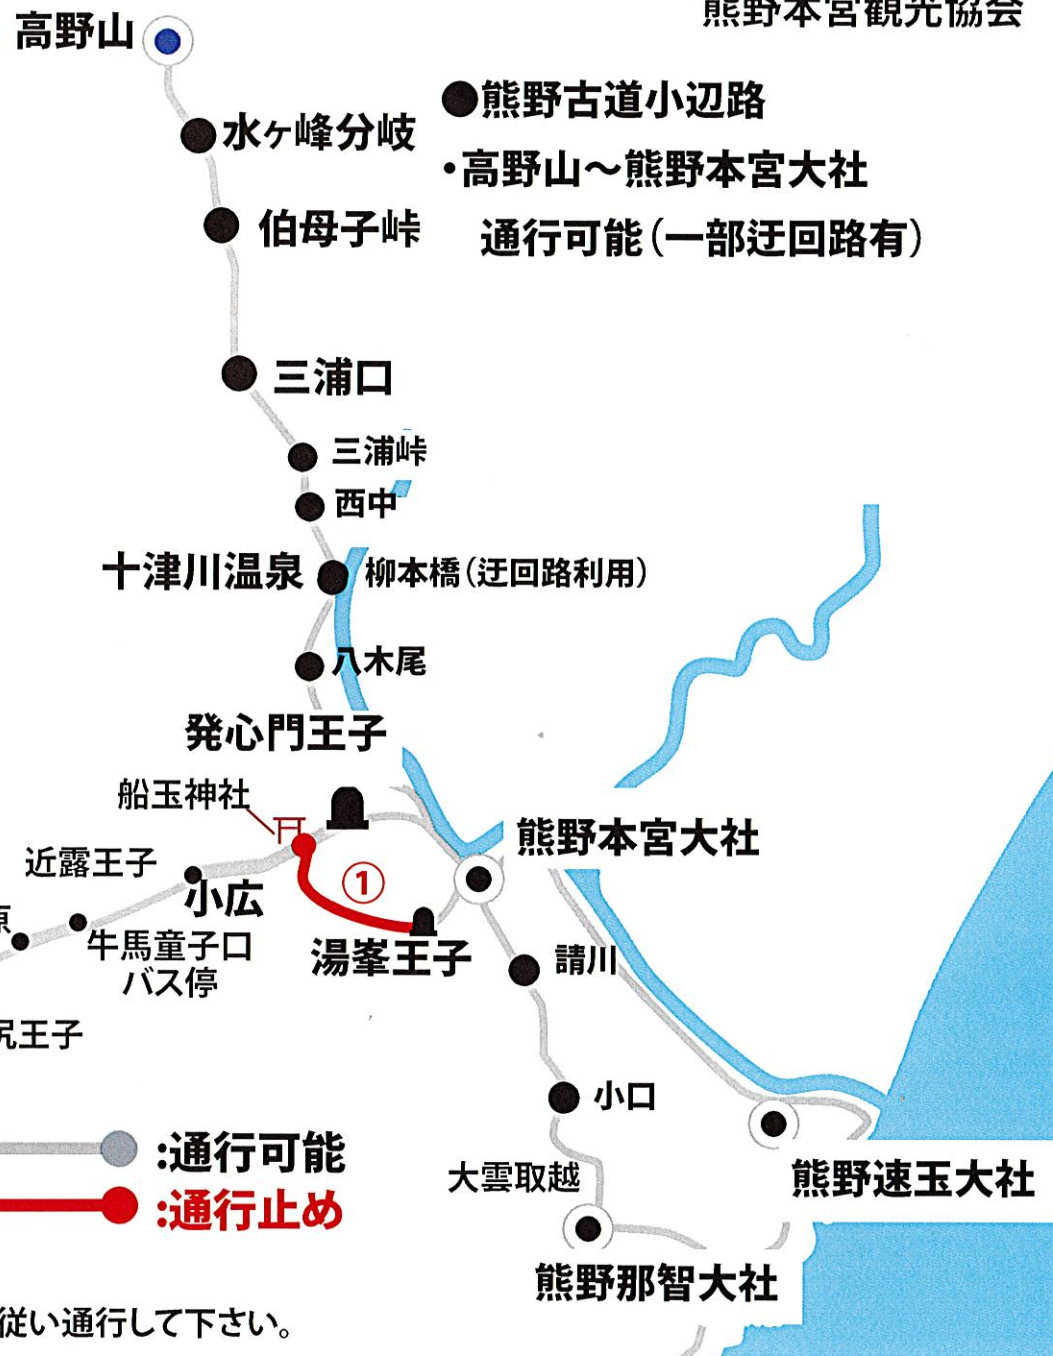 熊野本宮観光協会
高野山
●熊野古道小辺路
水ヶ峰分岐
・高野山〜熊野本宮大社
伯母子峠
通行可能（一部迂回路有）
三浦口
三浦峠
西中
十津川温泉
柳本橋（迂回路利用）
八木尾
発心門王子
船玉神社
熊野本宮大社
近露王子
①
小広
原
牛馬童子口
バス停
湯峯王子
請川
尻王子
小口
:通行可能
大雲取越
熊野速玉大社
:通行止め
熊野那智大社
従い通行して下さい。